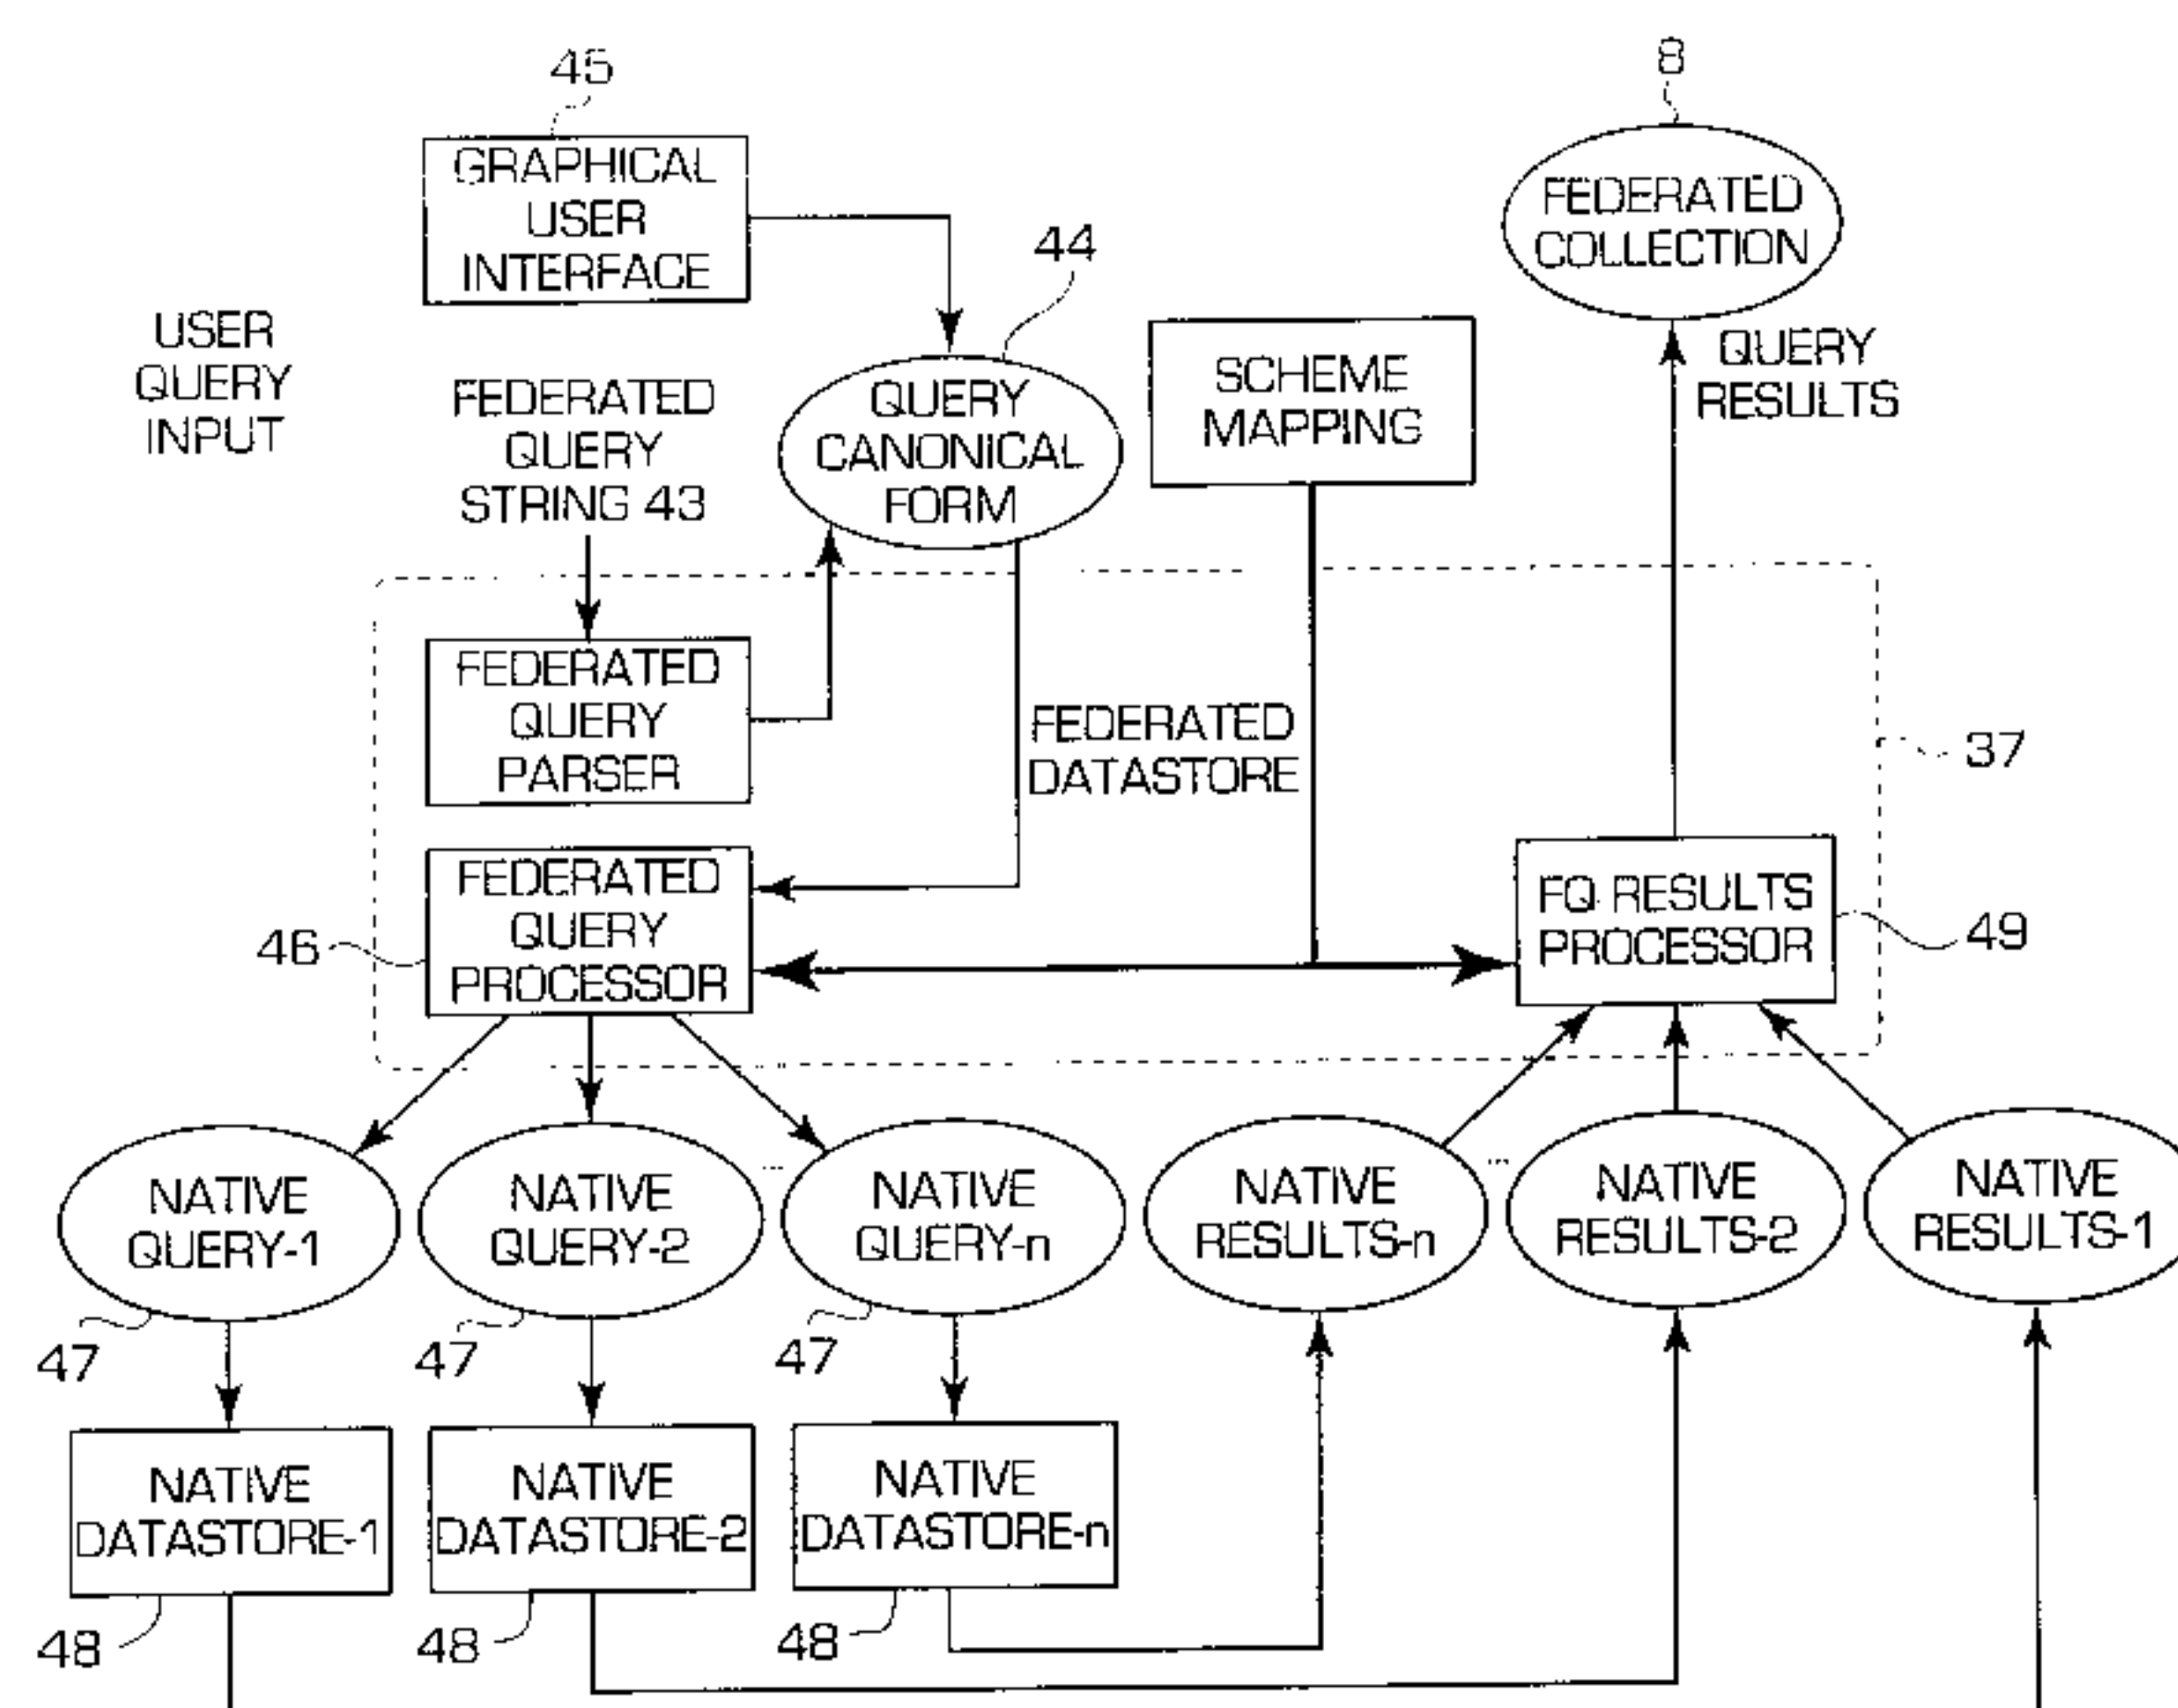 45
8
GRAPHICAL
USER
INTERFACE
FEDERATED
COLLECTION
44
USER
QUERY
INPUT
FEDERATED
QUERY
STRING 43
QUERY
CANONICAL
FORM
SCHEME
MAPPING
QUERY
RESULTS
FEDERATED
QUERY
PARSER
FEDERATED
DATASTORE
37
FEDERATED
QUERY
PROCESSOR
46
FQ RESULTS
PROCESSOR
49
NATIVE
QUERY-1
NATIVE
QUERY-2
...
NATIVE
QUERY-n
NATIVE
RESULTS-n
...
NATIVE
RESULTS-2
NATIVE
RESULTS-1
47
47
47
NATIVE
DATASTORE-1
NATIVE
DATASTORE-2
NATIVE
DATASTORE-n
48
48
48